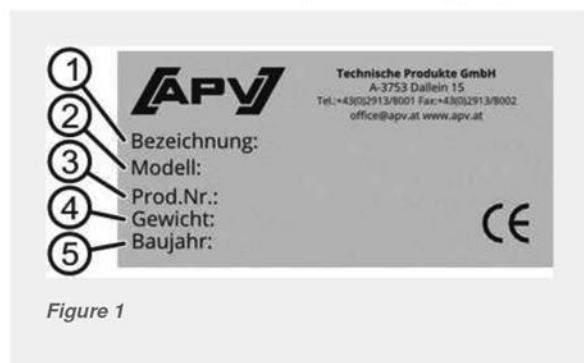 1
2
3
4
5
APV
Technische Produkte GmbH
A-3753 Dallein 15
Tel.:+43(0)2913/8001 Fax:+43(0)2913/8002
office@apv.at www.apv.at
Bezeichnung:
Modell:
Prod.Nr.:
Gewicht:
Baujahr:
CE
Figure 1